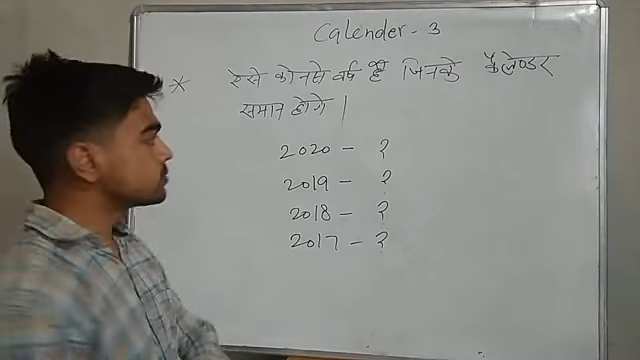 Calender - 3
* ऐसे कौनसे वर्ष है जिनके कैलेण्डर
समान होगे |
2020 - ?
2019 - ?
2018 - ?
2017 - ?